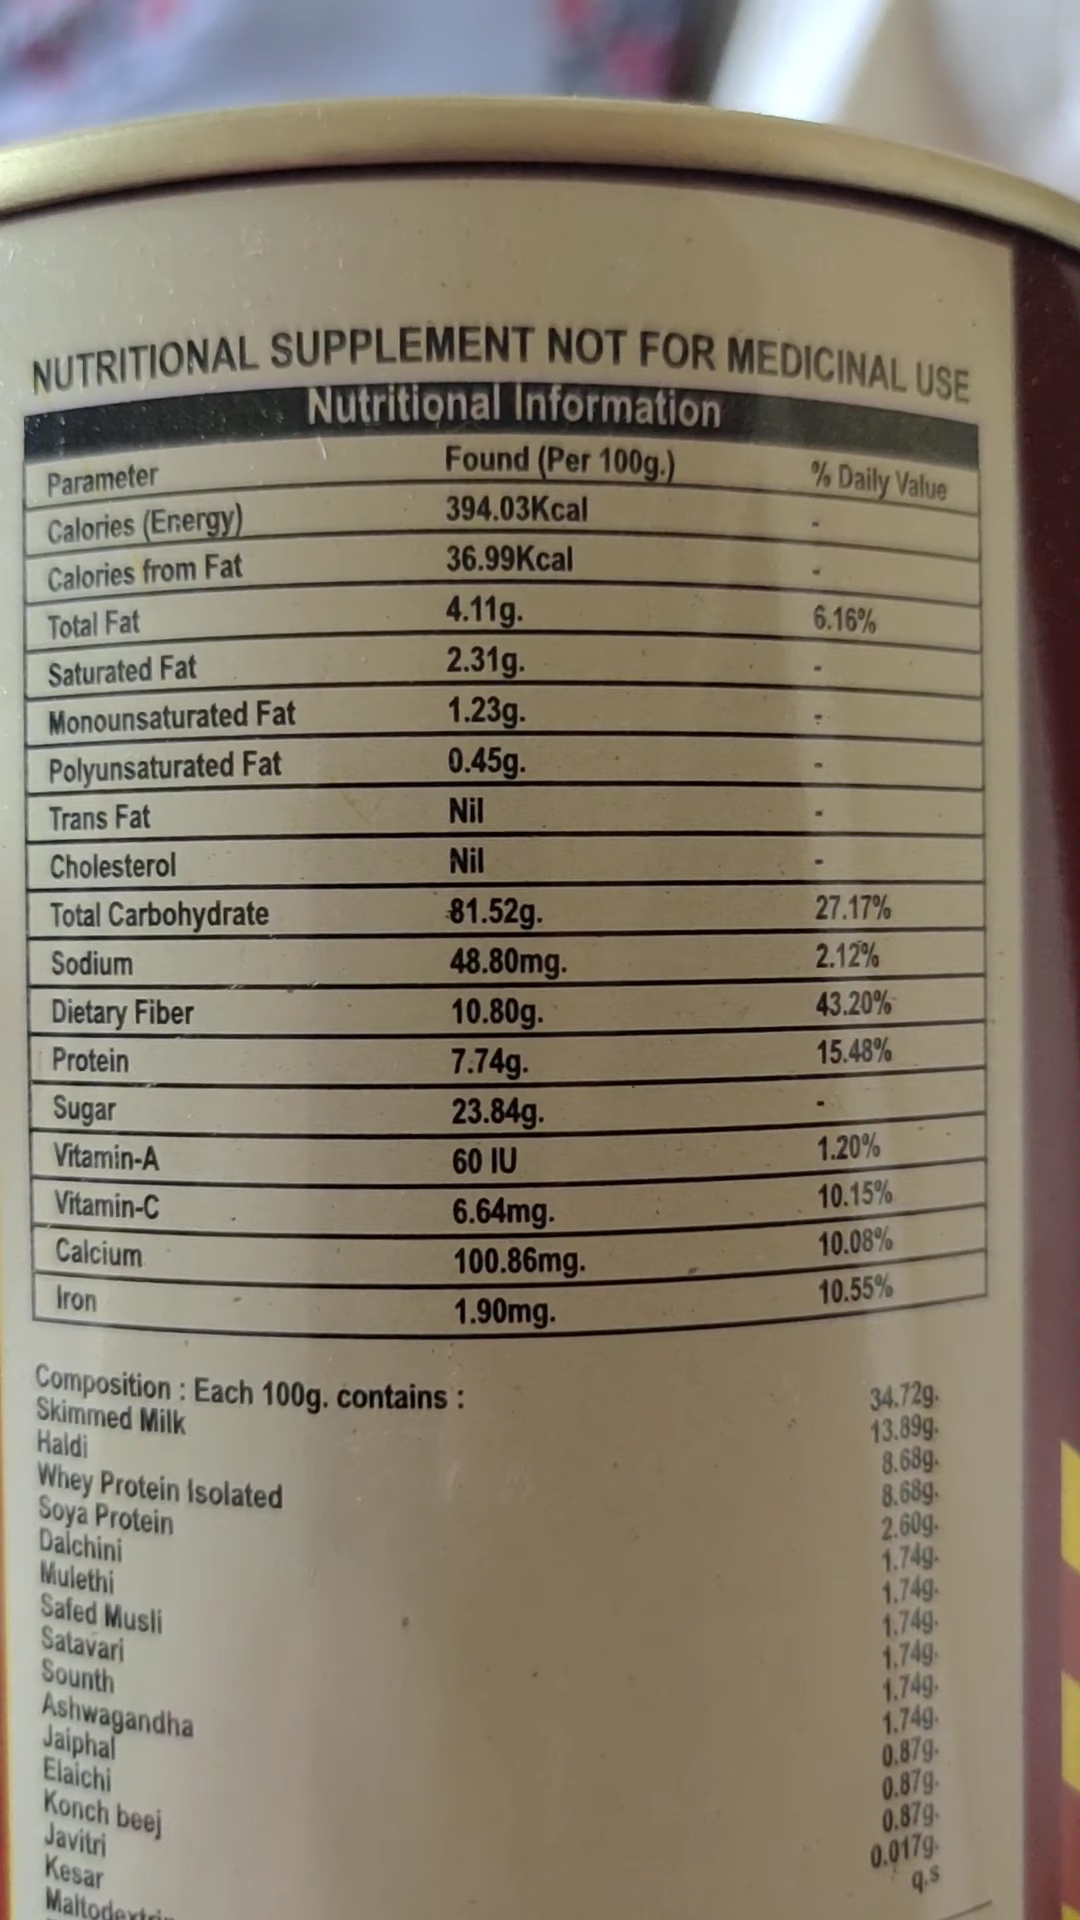 NUTRITIONAL SUPPLEMENT NOT FOR MEDICINAL USE
Nutritional Information
Parameter Found (Per 100g.) % Daily Value
Calories (Energy) 394.03Kcal -
Calories from Fat 36.99Kcal -
Total Fat 4.11g. 6.16%
Saturated Fat 2.31g. -
Monounsaturated Fat 1.23g. -
Polyunsaturated Fat 0.45g. -
Trans Fat Nil -
Cholesterol Nil -
Total Carbohydrate 81.52g. 27.17%
Sodium 48.80mg. 2.12%
Dietary Fiber 10.80g. 43.20%
Protein 7.74g. 15.48%
Sugar 23.84g. -
Vitamin-A 60 IU 1.20%
Vitamin-C 6.64mg. 10.15%
Calcium 100.86mg. 10.08%
Iron 1.90mg. 10.55%
Composition : Each 100g. contains :
Skimmed Milk 34.72g.
Haldi 13.89g.
Whey Protein Isolated 8.68g.
Soya Protein 8.68g.
Dalchini 2.60g.
Mulethi 1.74g.
Safed Musli 1.74g.
Satavari 1.74g.
Sounth 1.74g.
Ashwagandha 1.74g.
Jaiphal 1.74g.
Elaichi 0.87g.
Konch beej 0.87g.
Javitri 0.87g.
Kesar 0.017g.
q.s